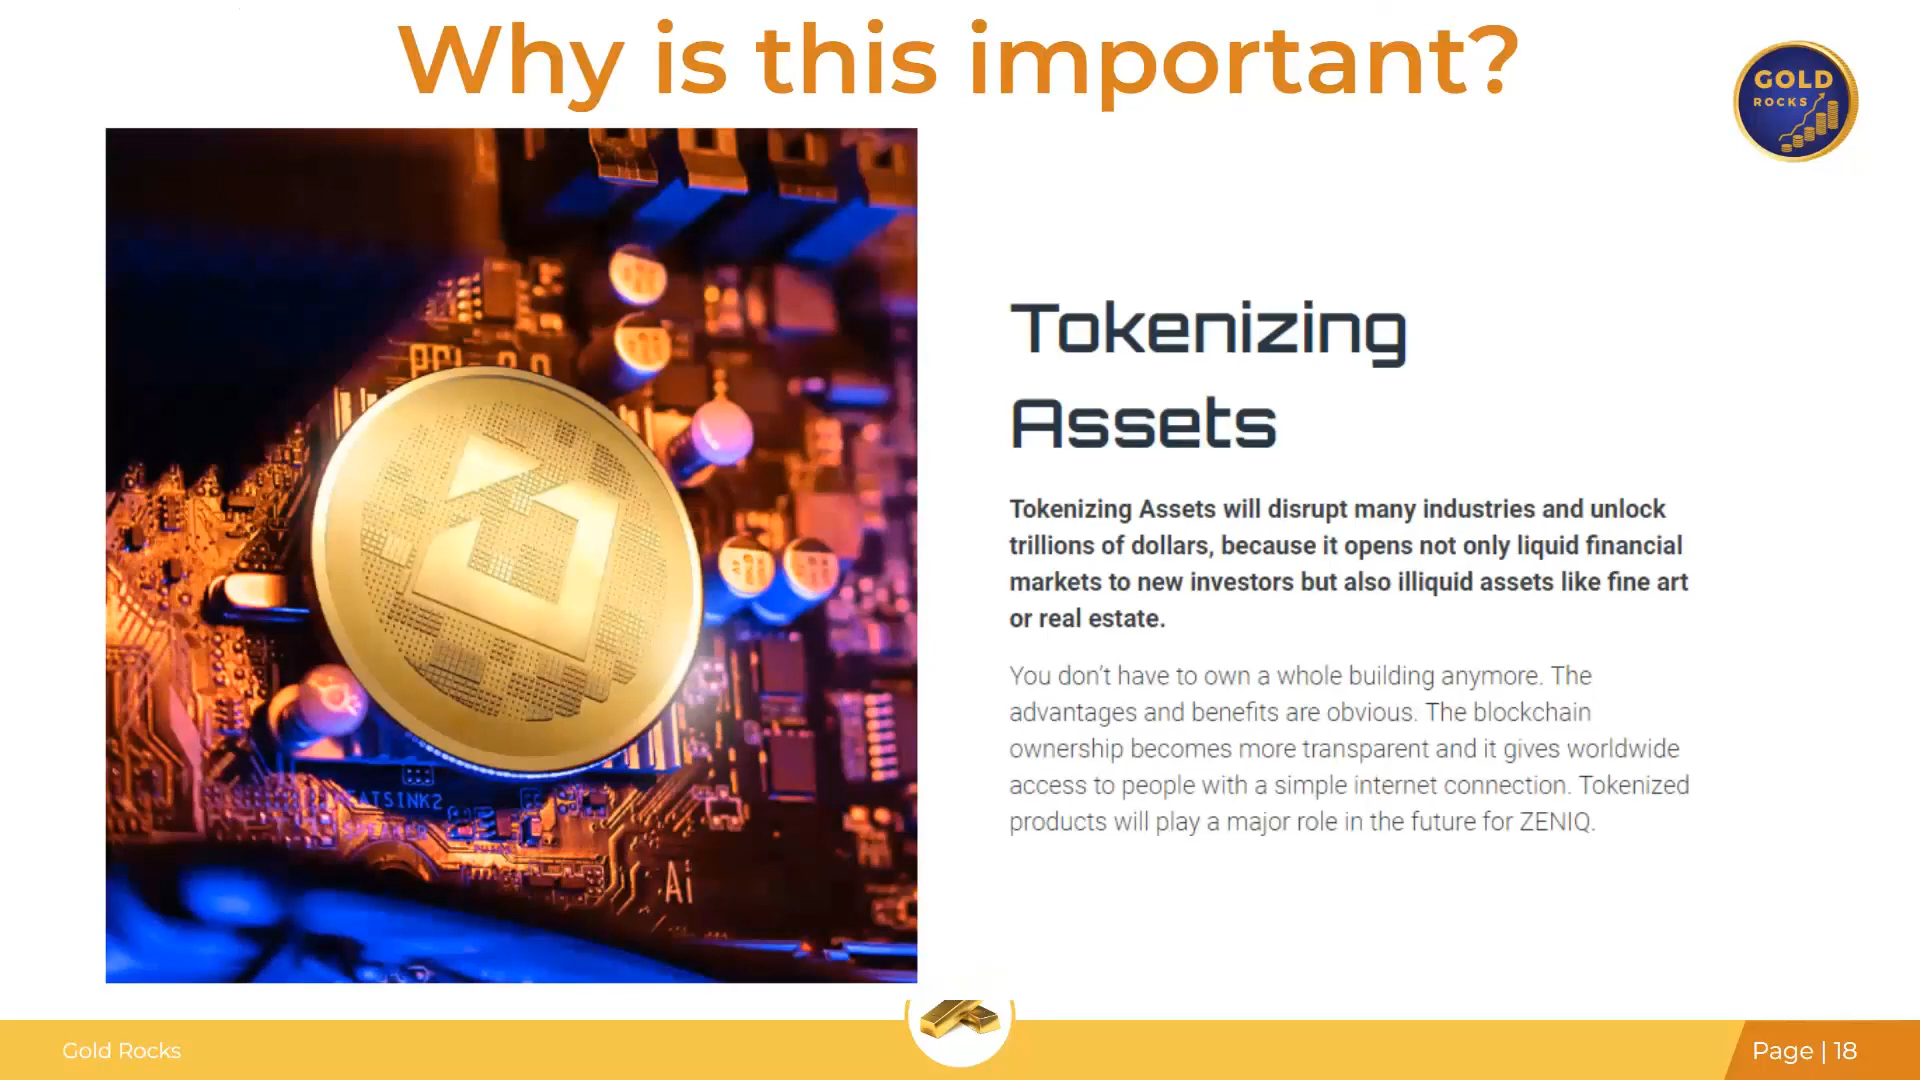 Why is this important?
GOLD
ROCKS
Tokenizing
Assets
Tokenizing Assets will disrupt many industries and unlock
trillions of dollars, because it opens not only liquid financial
markets to new investors but also illiquid assets like fine art
or real estate.
You don't have to own a whole building anymore. The
advantages and benefits are obvious. The blockchain
ownership becomes more transparent and it gives worldwide
access to people with a simple internet connection. Tokenized
products will play a major role in the future for ZENIQ.
EATSINK2
SPEAKER
Ai
Gold Rocks
Page | 18